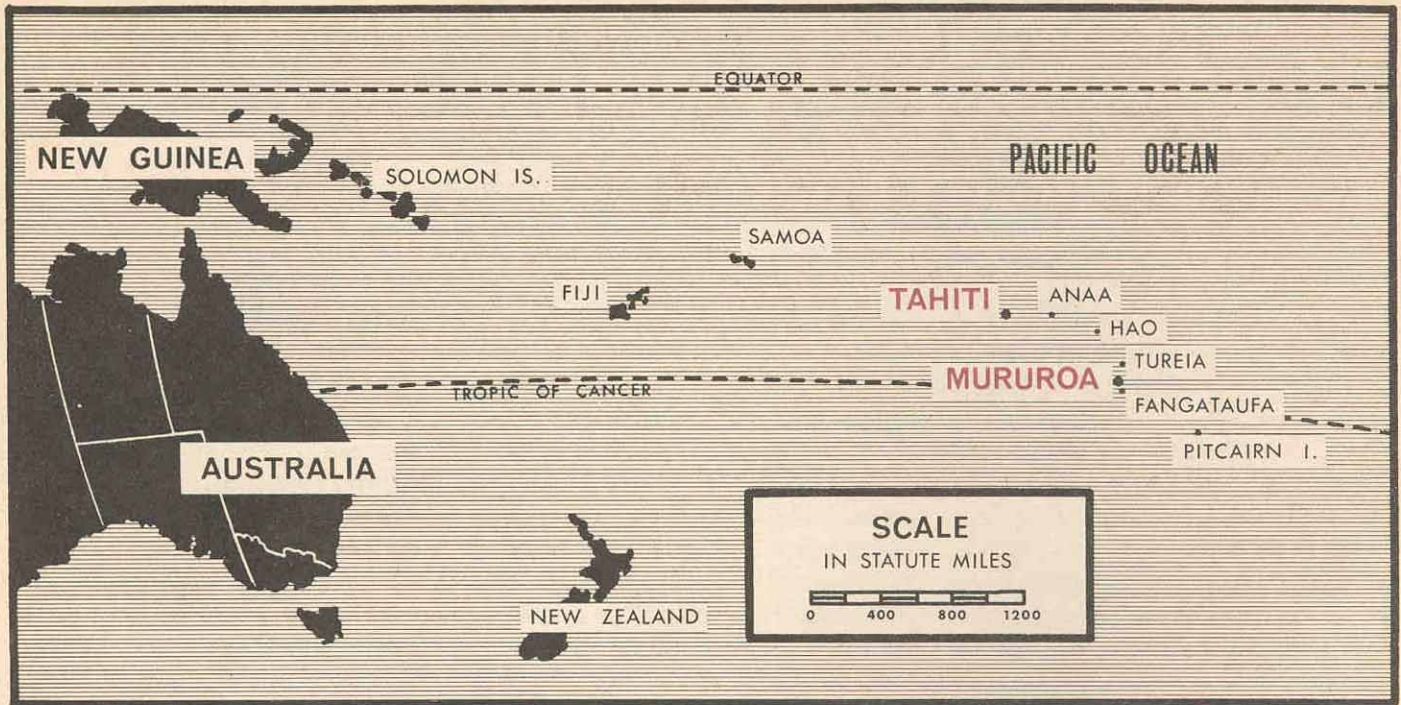 EQUATOR
NEW GUINEA
PACIFIC OCEAN
SOLOMON IS.
SAMOA
FIJI
TAHITI
ANAA
HAO
TUREIA
MURUROA
TROPIC OF CANCER
FANGATAUFA
PITCAIRN I.
AUSTRALIA
SCALE
IN STATUTE MILES
0 400 800 1200
NEW ZEALAND